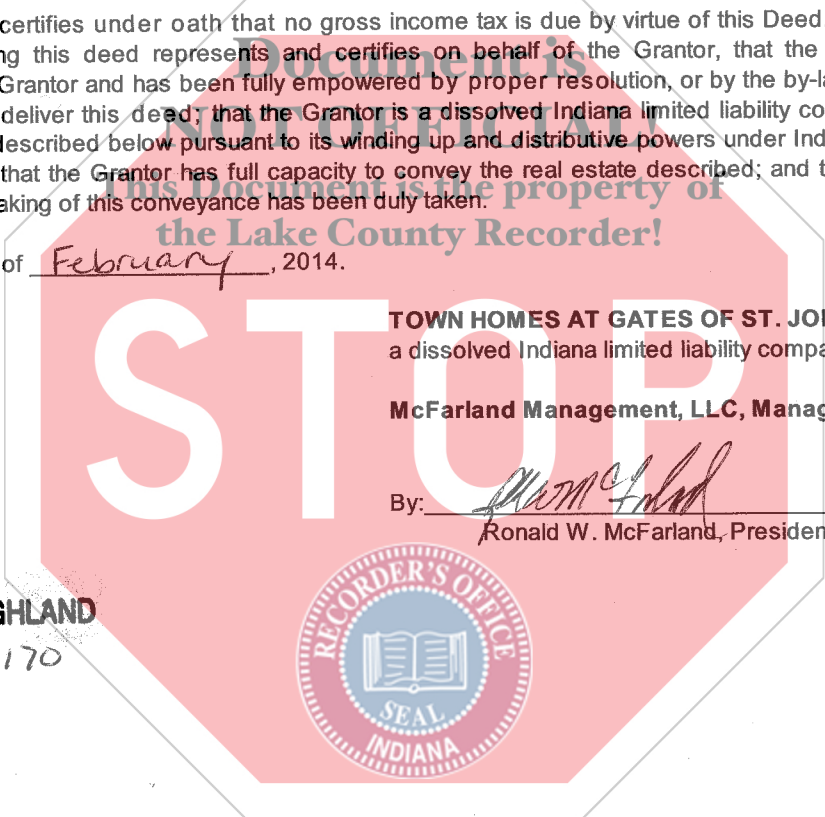 certifies under oath that no gross income tax is due by virtue of this Deed
ng this deed represents and certifies on behalf of the Grantor, that the
Grantor and has been fully empowered by proper resolution, or by the by-la
deliver this deed; that the Grantor is a dissolved Indiana limited liability co
described below pursuant to its winding up and distributive powers under Ind
that the Grantor has full capacity to convey the real estate described; and t
aking of this conveyance has been duly taken.
Document is
NOT OFFICIAL!
This Document is the property of
the Lake County Recorder!
of February, 2014.
STOP
TOWN HOMES AT GATES OF ST. JO
a dissolved Indiana limited liability compa
McFarland Management, LLC, Manag
By:
Ronald W. McFarland, Presiden
GHLAND
170
RECORDER'S OFFICE
SEAL
INDIANA